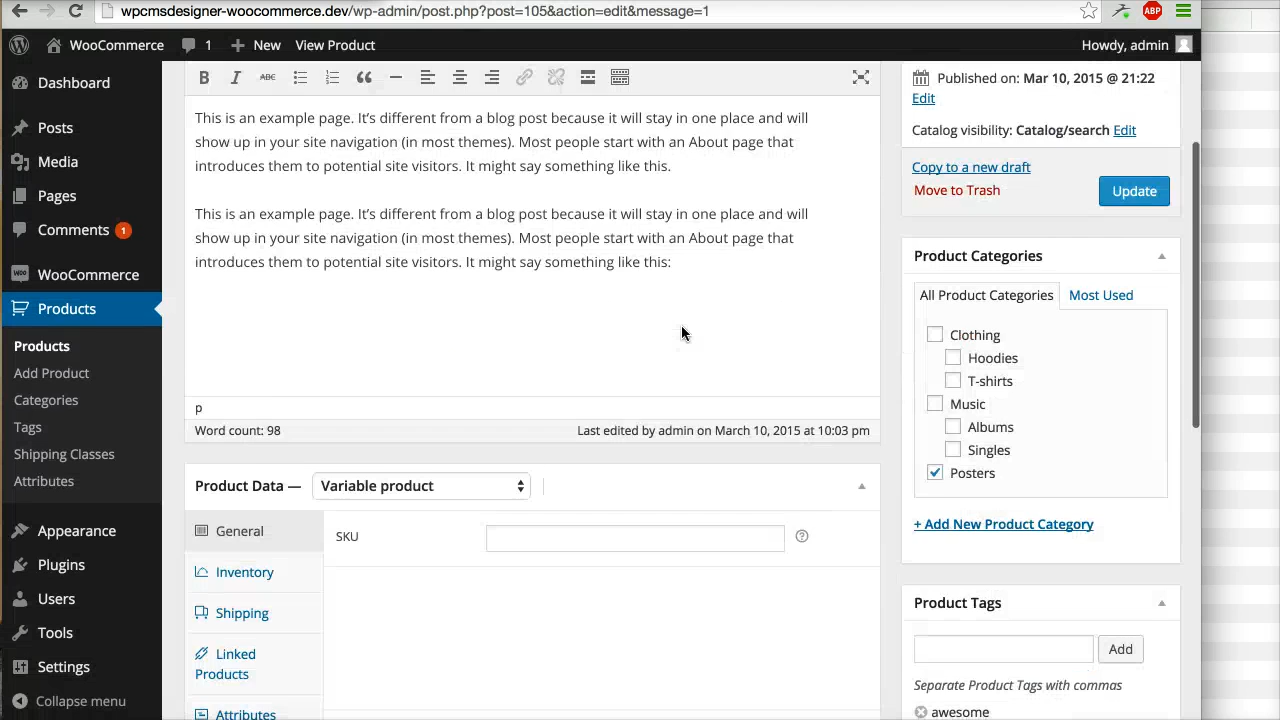 wpcmsdesigner-woocommerce.dev/wp-admin/post.php?post=105&action=edit&message=1
ABP
WooCommerce 1 New View Product Howdy, admin
Dashboard
Posts
Media
Pages
Comments 1
WooCommerce
Products
Products
Add Product
Categories
Tags
Shipping Classes
Attributes
Appearance
Plugins
Users
Tools
Settings
Collapse menu
B I ABC
This is an example page. It's different from a blog post because it will stay in one place and will
show up in your site navigation (in most themes). Most people start with an About page that
introduces them to potential site visitors. It might say something like this.
This is an example page. It's different from a blog post because it will stay in one place and will
show up in your site navigation (in most themes). Most people start with an About page that
introduces them to potential site visitors. It might say something like this:
p
Word count: 98 Last edited by admin on March 10, 2015 at 10:03 pm
Product Data — Variable product
General
Inventory
Shipping
Linked
Products
Attributes
SKU
Published on: Mar 10, 2015 @ 21:22
Edit
Catalog visibility: Catalog/search Edit
Copy to a new draft
Move to Trash
Update
Product Categories
All Product Categories Most Used
Clothing
Hoodies
T-shirts
Music
Albums
Singles
Posters
+ Add New Product Category
Product Tags
Add
Separate Product Tags with commas
awesome